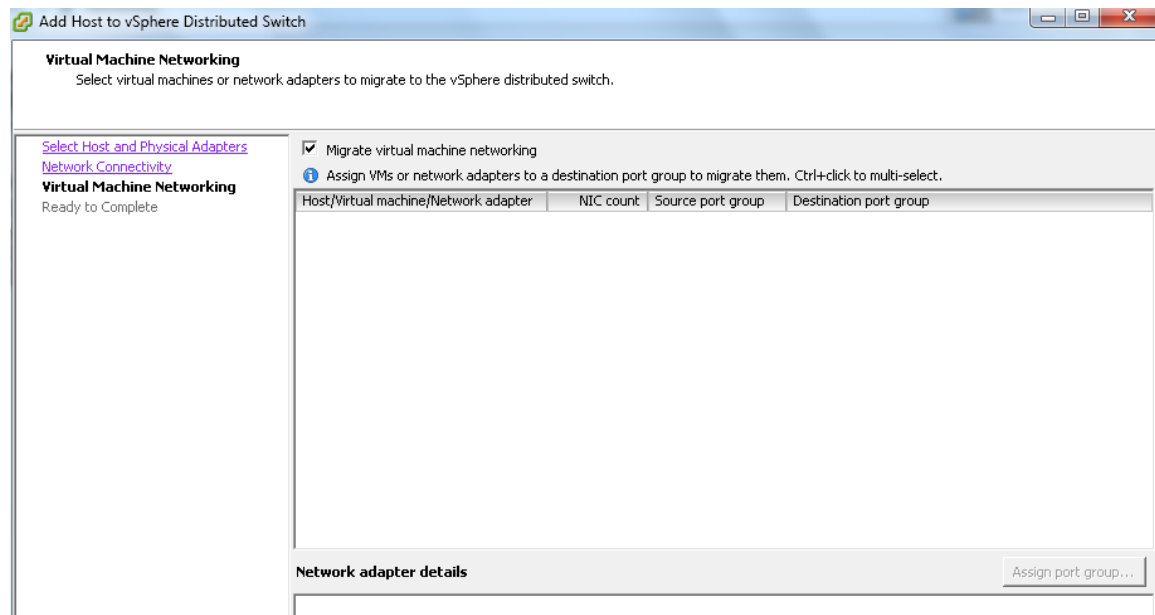 Add Host to vSphere Distributed Switch
Virtual Machine Networking
Select virtual machines or network adapters to migrate to the vSphere distributed switch.
Select Host and Physical Adapters
Network Connectivity
Virtual Machine Networking
Ready to Complete
Migrate virtual machine networking
Assign VMs or network adapters to a destination port group to migrate them. Ctrl+click to multi-select.
Host/Virtual machine/Network adapter NIC count Source port group Destination port group
Network adapter details
Assign port group...